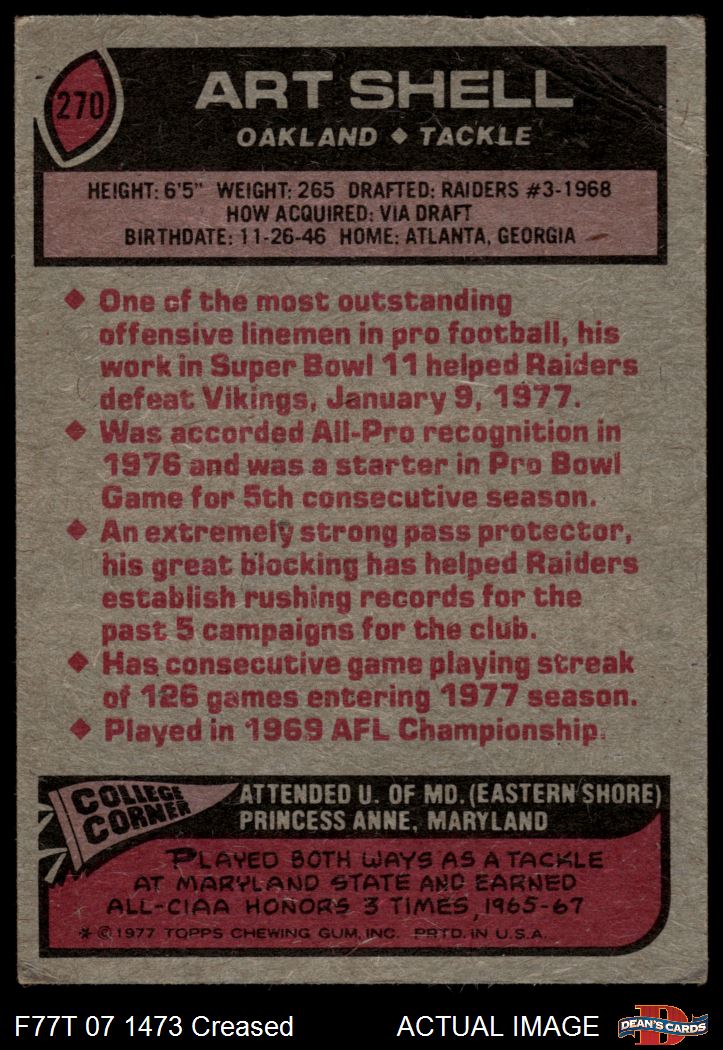 270
ART SHELL
OAKLAND ◆ TACKLE
HEIGHT: 6'5" WEIGHT: 265 DRAFTED: RAIDERS #3-1968
HOW ACQUIRED: VIA DRAFT
BIRTHDATE: 11-26-46 HOME: ATLANTA, GEORGIA
◆ One of the most outstanding
offensive linemen in pro football, his
work in Super Bowl 11 helped Raiders
defeat Vikings, January 9, 1977.
◆ Was accorded All-Pro recognition in
1976 and was a starter in Pro Bowl
Game for 5th consecutive season.
◆ An extremely strong pass protector,
his great blocking has helped Raiders
establish rushing records for the
past 5 campaigns for the club.
◆ Has consecutive game playing streak
of 126 games entering 1977 season.
◆ Played in 1969 AFL Championship.
COLLEGE
CORNER
ATTENDED U. OF MD. (EASTERN SHORE)
PRINCESS ANNE, MARYLAND
PLAYED BOTH WAYS AS A TACKLE
AT MARYLAND STATE AND EARNED
ALL-CIAA HONORS 3 TIMES, 1965-67
* © 1977 TOPPS CHEWING GUM, INC. PRTD. IN U.S.A.
F77T 07 1473 Creased
ACTUAL IMAGE
D
DEAN'S CARDS